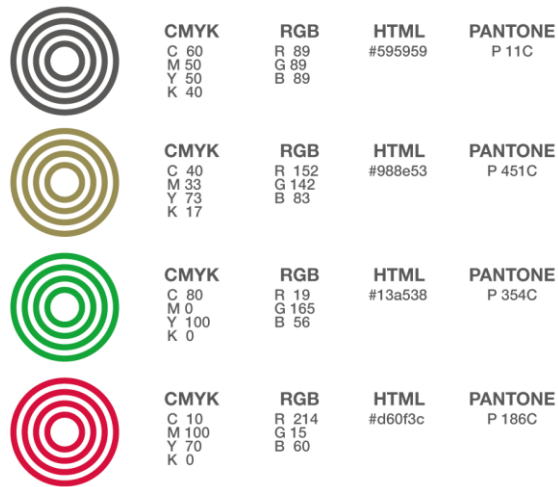 CMYK RGB HTML PANTONE
C 60 R 89 #595959 P 11C
M 50 G 89
Y 50 B 89
K 40
CMYK RGB HTML PANTONE
C 40 R 152 #988e53 P 451C
M 33 G 142
Y 73 B 83
K 17
CMYK RGB HTML PANTONE
C 80 R 19 #13a538 P 354C
M 0 G 165
Y 100 B 56
K 0
CMYK RGB HTML PANTONE
C 10 R 214 #d60f3c P 186C
M 100 G 15
Y 70 B 60
K 0